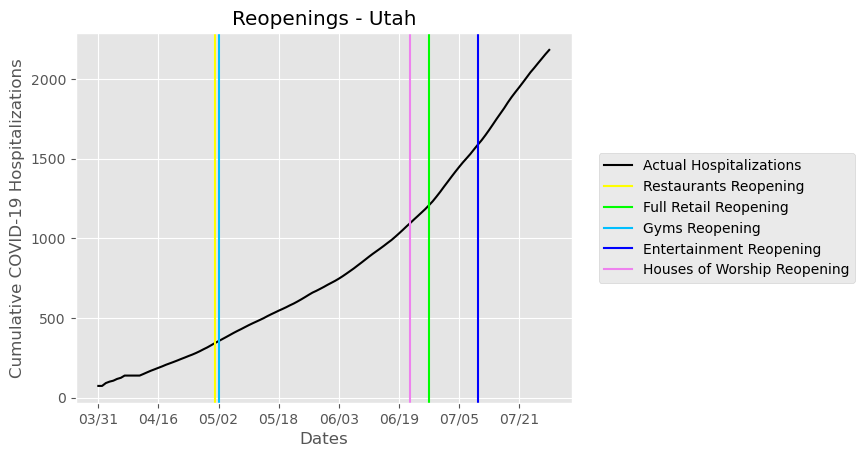 Reopenings - Utah
Cumulative COVID-19 Hospitalizations
2000
1500
1000
500
0
03/31 04/16 05/02 05/18 06/03 06/19 07/05 07/21
Dates
Actual Hospitalizations
Restaurants Reopening
Full Retail Reopening
Gyms Reopening
Entertainment Reopening
Houses of Worship Reopening